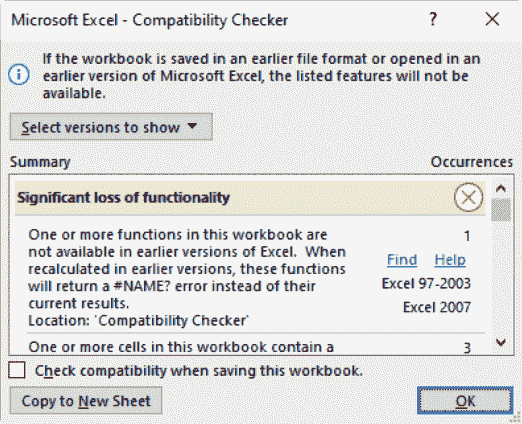 Microsoft Excel - Compatibility Checker ?
If the workbook is saved in an earlier file format or opened in an
earlier version of Microsoft Excel, the listed features will not be
available.
Select versions to show
Summary Occurrences
Significant loss of functionality
One or more functions in this workbook are 1
not available in earlier versions of Excel. When
Find Help
recalculated in earlier versions, these functions
will return a #NAME? error instead of their
Excel 97-2003
current results.
Excel 2007
Location: 'Compatibility Checker'
One or more cells in this workbook contain a 3
Check compatibility when saving this workbook.
Copy to New Sheet OK